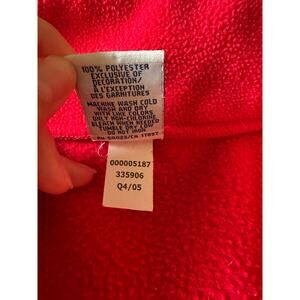 100% POLYESTER
EXCLUSIVE OF
DECORATION/
À L'EXCEPTION
DES GARNITURES
MACHINE WASH COLD
WASH AND DRY
WITH LIKE COLORS
ONLY NON-CHLORINE
BLEACH WHEN NEEDED
TUMBLE DRY LOW
DO NOT IRON
000005187
335906
Q4/05